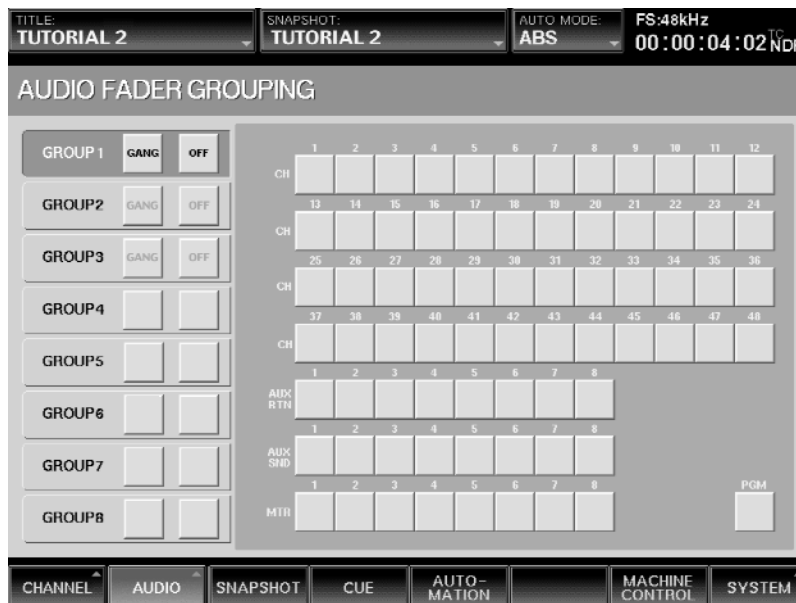 TITLE:
TUTORIAL 2
SNAPSHOT:
TUTORIAL 2
AUTO MODE:
ABS
FS:48kHz
TC
00:00:04:02 NDF
AUDIO FADER GROUPING
GROUP1 GANG OFF
GROUP2 GANG OFF
GROUP3 GANG OFF
GROUP4
GROUP5
GROUP6
GROUP7
GROUP8
1 2 3 4 5 6 7 8 9 10 11 12
CH
13 14 15 16 17 18 19 20 21 22 23 24
CH
25 26 27 28 29 30 31 32 33 34 35 36
CH
37 38 39 40 41 42 43 44 45 46 47 48
CH
1 2 3 4 5 6 7 8
AUX
RTN
1 2 3 4 5 6 7 8
AUX
SND
1 2 3 4 5 6 7 8
MTR
PGM
CHANNEL
AUDIO
SNAPSHOT
CUE
AUTO-
MATION
MACHINE
CONTROL
SYSTEM